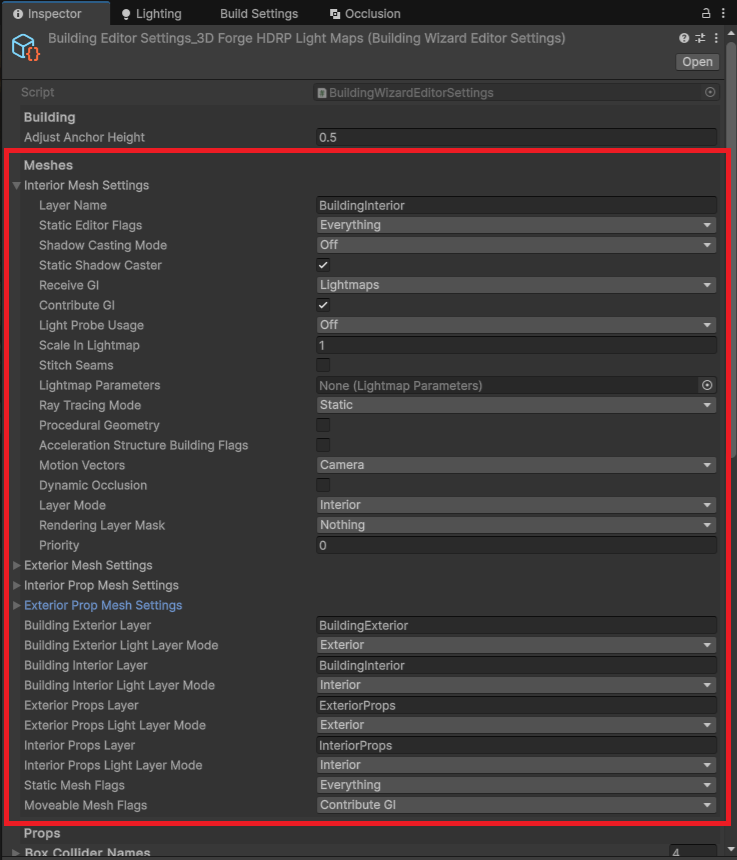 Inspector Lighting Build Settings Occlusion
Building Editor Settings_3D Forge HDRP Light Maps (Building Wizard Editor Settings)
Open
Script BuildingWizardEditorSettings
Building
Adjust Anchor Height 0.5
Meshes
Interior Mesh Settings
Layer Name BuildingInterior
Static Editor Flags Everything
Shadow Casting Mode Off
Static Shadow Caster
Receive GI Lightmaps
Contribute GI
Light Probe Usage Off
Scale In Lightmap 1
Stitch Seams
Lightmap Parameters None (Lightmap Parameters)
Ray Tracing Mode Static
Procedural Geometry
Acceleration Structure Building Flags
Motion Vectors Camera
Dynamic Occlusion
Layer Mode Interior
Rendering Layer Mask Nothing
Priority 0
Exterior Mesh Settings
Interior Prop Mesh Settings
Exterior Prop Mesh Settings
Building Exterior Layer BuildingExterior
Building Exterior Light Layer Mode Exterior
Building Interior Layer BuildingInterior
Building Interior Light Layer Mode Interior
Exterior Props Layer ExteriorProps
Exterior Props Light Layer Mode Exterior
Interior Props Layer InteriorProps
Interior Props Light Layer Mode Interior
Static Mesh Flags Everything
Moveable Mesh Flags Contribute GI
Props
Box Collider Names 4